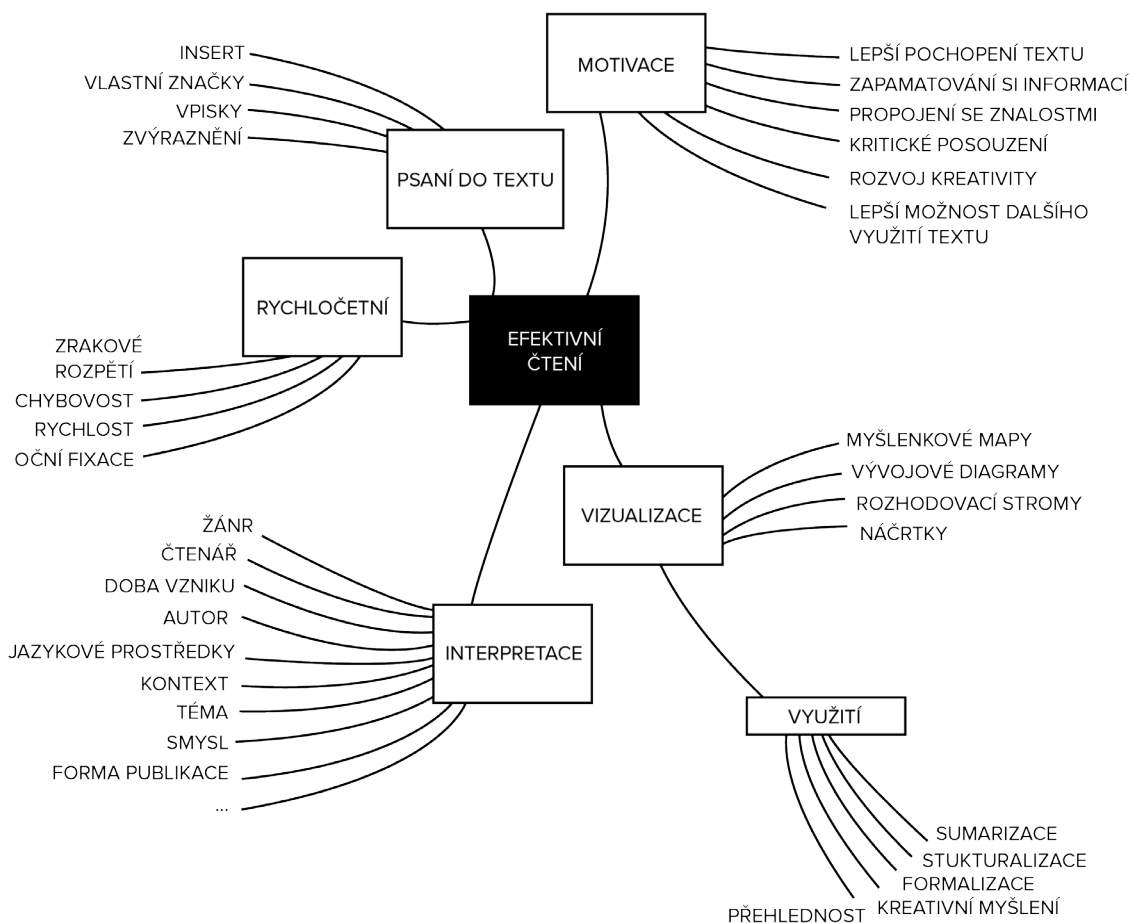 INSERT
VLASTNÍ ZNAČKY
VPISKY
ZVÝRAZNĚNÍ
PSANÍ DO TEXTU
MOTIVACE
LEPŠÍ POCHOPENÍ TEXTU
ZAPAMATOVÁNÍ SI INFORMACÍ
PROPOJENÍ SE ZNALOSTMI
KRITICKÉ POSOUZENÍ
ROZVOJ KREATIVITY
LEPŠÍ MOŽNOST DALŠÍHO
VYUŽITÍ TEXTU
RYCHLOČETNÍ
ZRAKOVÉ
ROZPĚTÍ
CHYBOVOST
RYCHLOST
OČNÍ FIXACE
EFEKTIVNÍ
ČTENÍ
VIZUALIZACE
MYŠLENKOVÉ MAPY
VÝVOJOVÉ DIAGRAMY
ROZHODOVACÍ STROMY
NÁČRTKY
ŽÁNR
ČTENÁŘ
DOBA VZNIKU
AUTOR
JAZYKOVÉ PROSTŘEDKY
KONTEXT
TÉMA
SMYSL
FORMA PUBLIKACE
...
INTERPRETACE
VYUŽITÍ
SUMARIZACE
STUKTURALIZACE
FORMALIZACE
KREATIVNÍ MYŠLENÍ
PŘEHLEDNOST